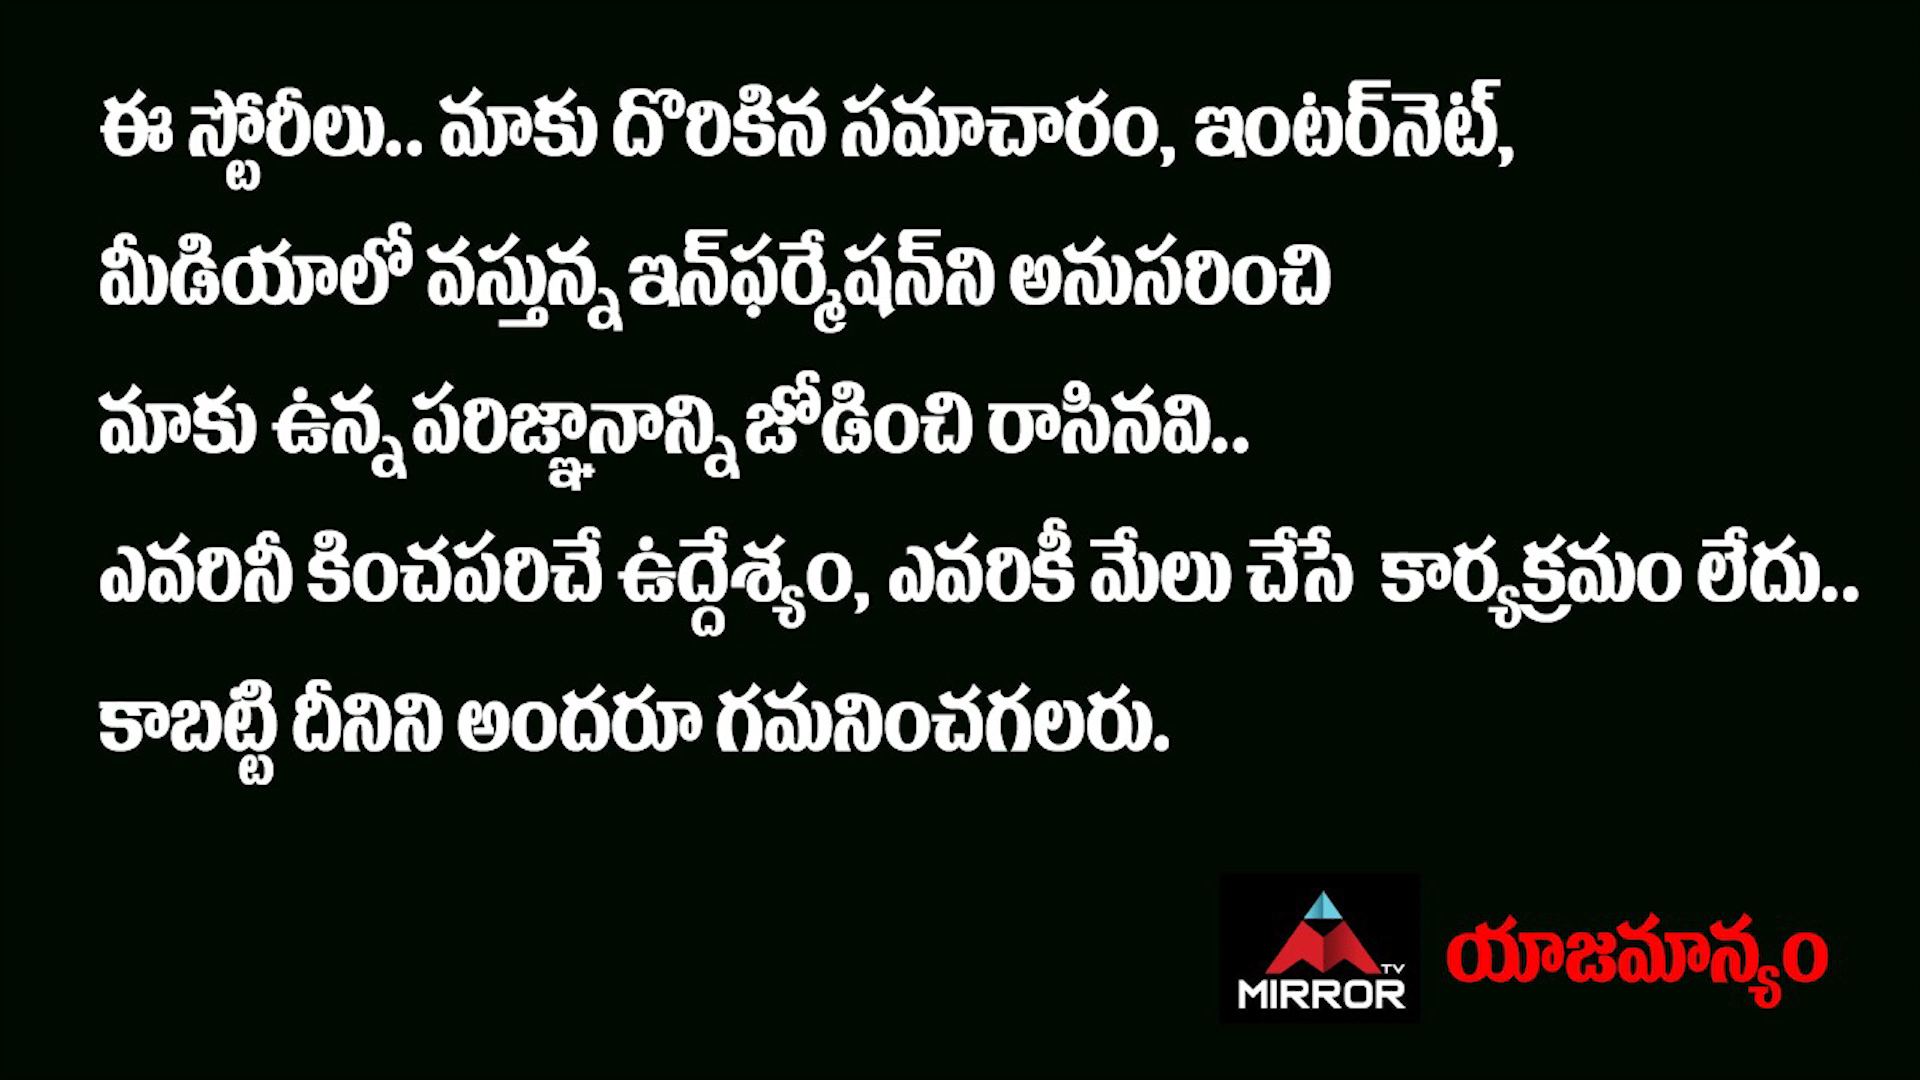 ఈ స్టోరీలు.. మాకు దొరికిన సమాచారం, ఇంటర్‌నెట్,
మీడియాలో వస్తున్న ఇన్‌ఫర్మేషన్‌ని అనుసరించి
మాకు ఉన్న పరిజ్ఞానాన్ని జోడించి రాసినవి..
ఎవరినీ కించపరిచే ఉద్దేశ్యం, ఎవరికీ మేలు చేసే కార్యక్రమం లేదు..
కాబట్టి దీనిని అందరూ గమనించగలరు.
MIRROR TV యాజమాన్యం